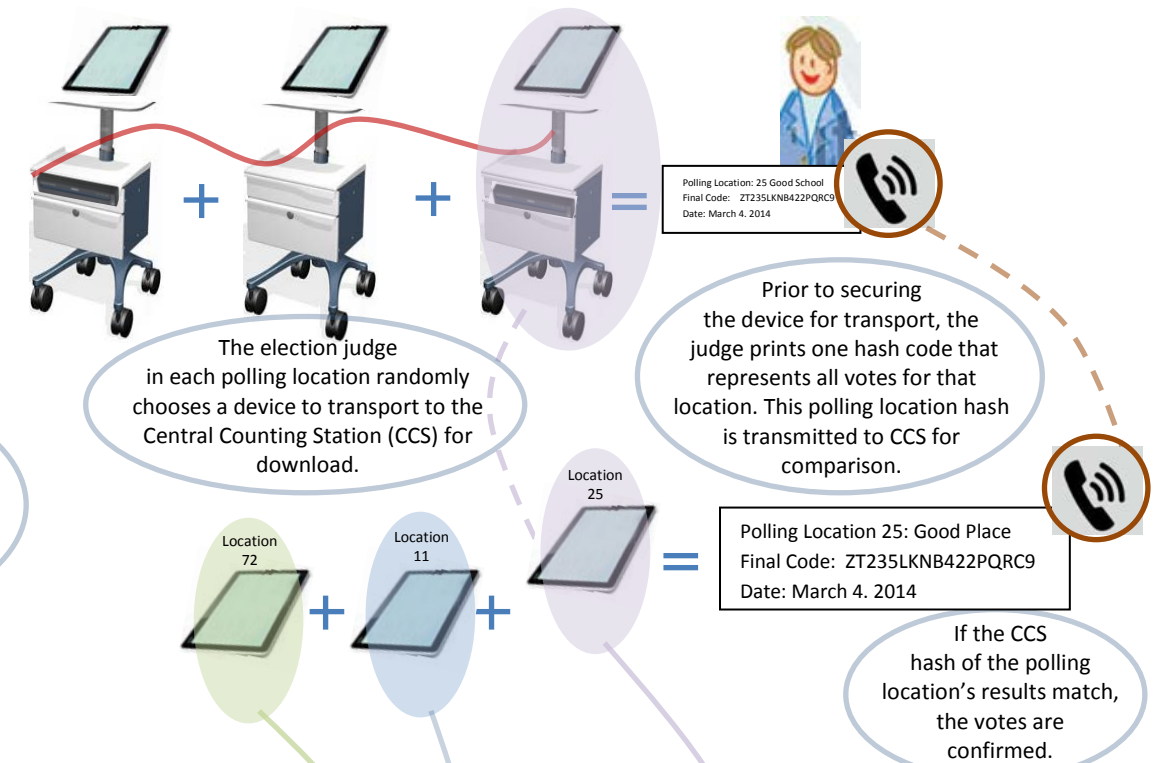 +
+
=
Polling Location: 25 Good School
Final Code: ZT235LKNB422PQRC9
Date: March 4. 2014
The election judge
in each polling location randomly
chooses a device to transport to the
Central Counting Station (CCS) for
download.
Prior to securing
the device for transport, the
judge prints one hash code that
represents all votes for that
location. This polling location hash
is transmitted to CCS for
comparison.
Location
72
+
Location
11
+
Location
25
=
Polling Location 25: Good Place
Final Code: ZT235LKNB422PQRC9
Date: March 4. 2014
If the CCS
hash of the polling
location’s results match,
the votes are
confirmed.